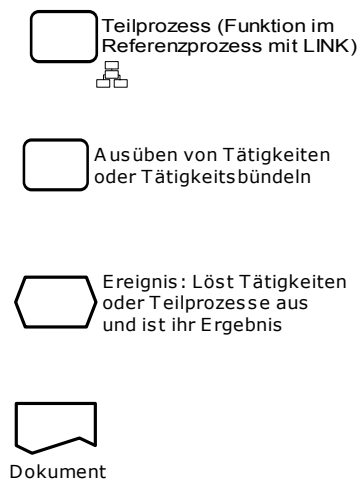 Teilprozess (Funktion im
Referenzprozess mit LINK)
Ausüben von Tätigkeiten
oder Tätigkeitsbündeln
Ereignis: Löst Tätigkeiten
oder Teilprozesse aus
und ist ihr Ergebnis
Dokument